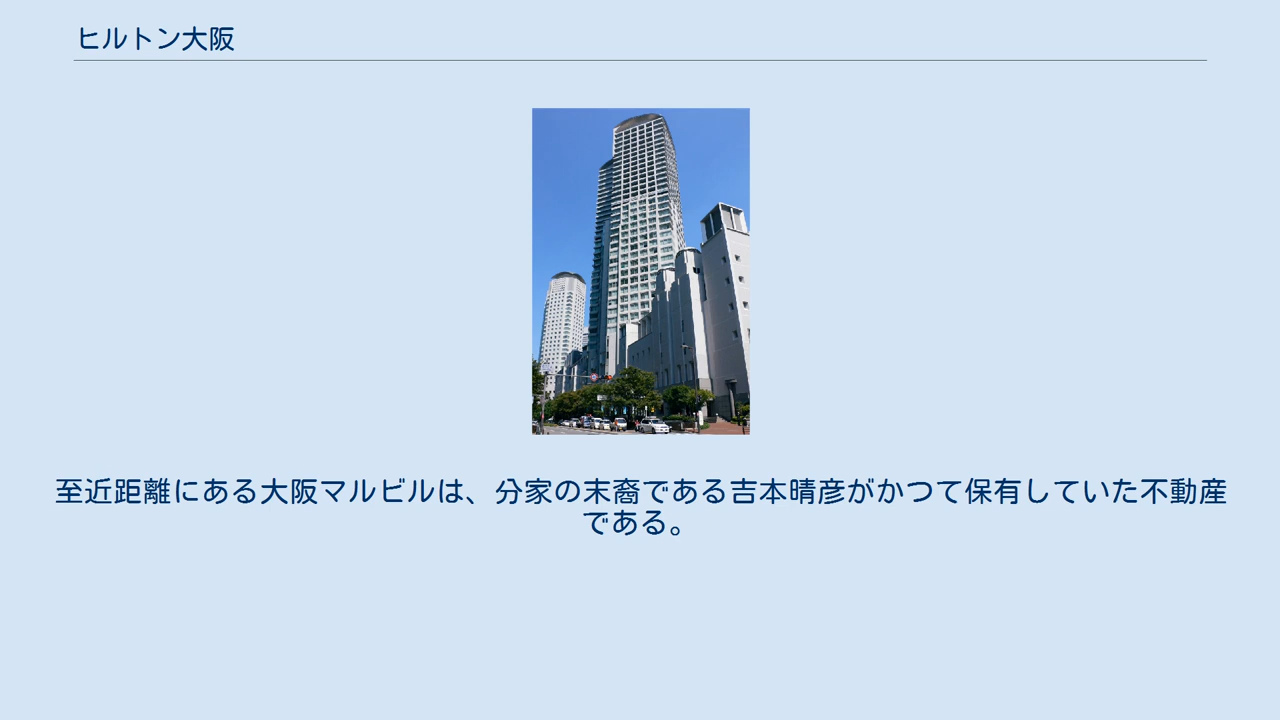 ヒルトン大阪
至近距離にある大阪マルビルは、分家の末裔である吉本晴彦がかつて保有していた不動産
である。